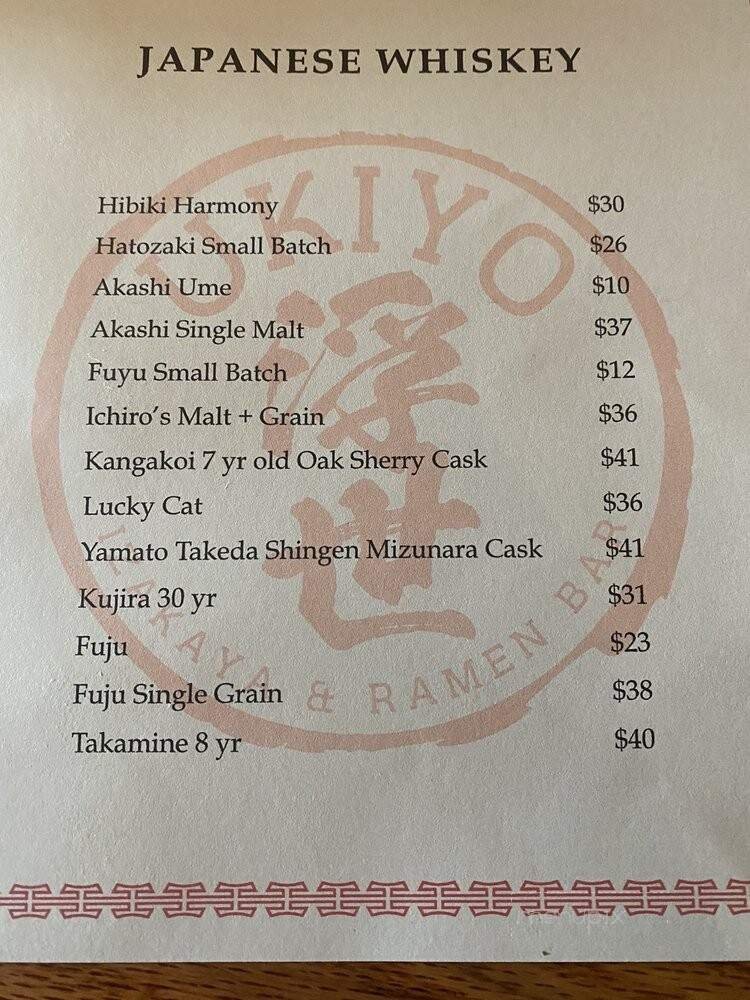 JAPANESE WHISKEY
UKIYO
浮世
IZAKAYA & RAMEN BAR
Hibiki Harmony $30
Hatozaki Small Batch $26
Akashi Ume $10
Akashi Single Malt $37
Fuyu Small Batch $12
Ichiro's Malt + Grain $36
Kangakoi 7 yr old Oak Sherry Cask $41
Lucky Cat $36
Yamato Takeda Shingen Mizunara Cask $41
Kujira 30 yr $31
Fuju $23
Fuju Single Grain $38
Takamine 8 yr $40
menupix